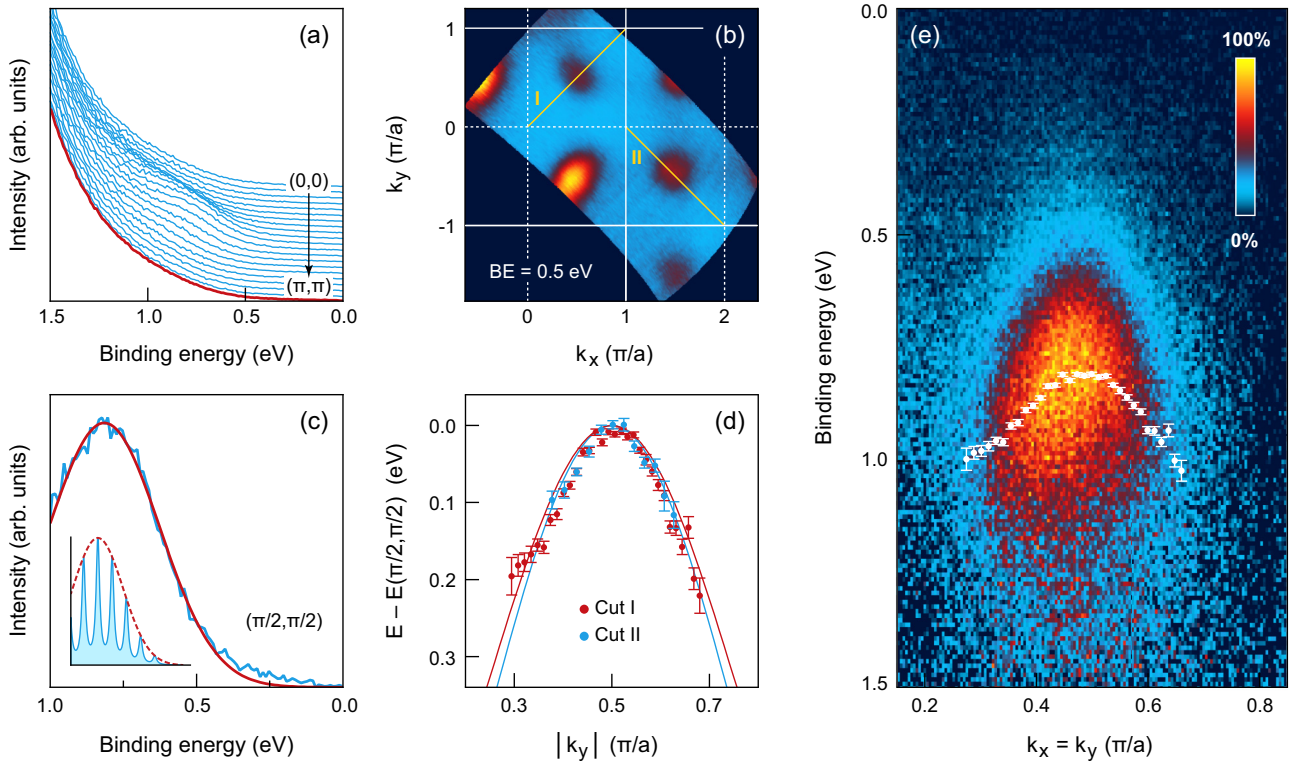 (a)
Intensity (arb. units)
(0,0)
(π,π)
1.5 1.0 0.5 0.0
Binding energy (eV)
(b)
k_y (π/a)
1
0
-1
I
II
BE = 0.5 eV
0 1 2
k_x (π/a)
(c)
Intensity (arb. units)
(π/2,π/2)
1.0 0.5 0.0
Binding energy (eV)
(d)
E − E(π/2,π/2) (eV)
0.0
0.1
0.2
0.3
Cut I
Cut II
0.3 0.5 0.7
|k_y| (π/a)
(e)
100%
0%
Binding energy (eV)
0.0
0.5
1.0
1.5
0.2 0.4 0.6 0.8
k_x = k_y (π/a)